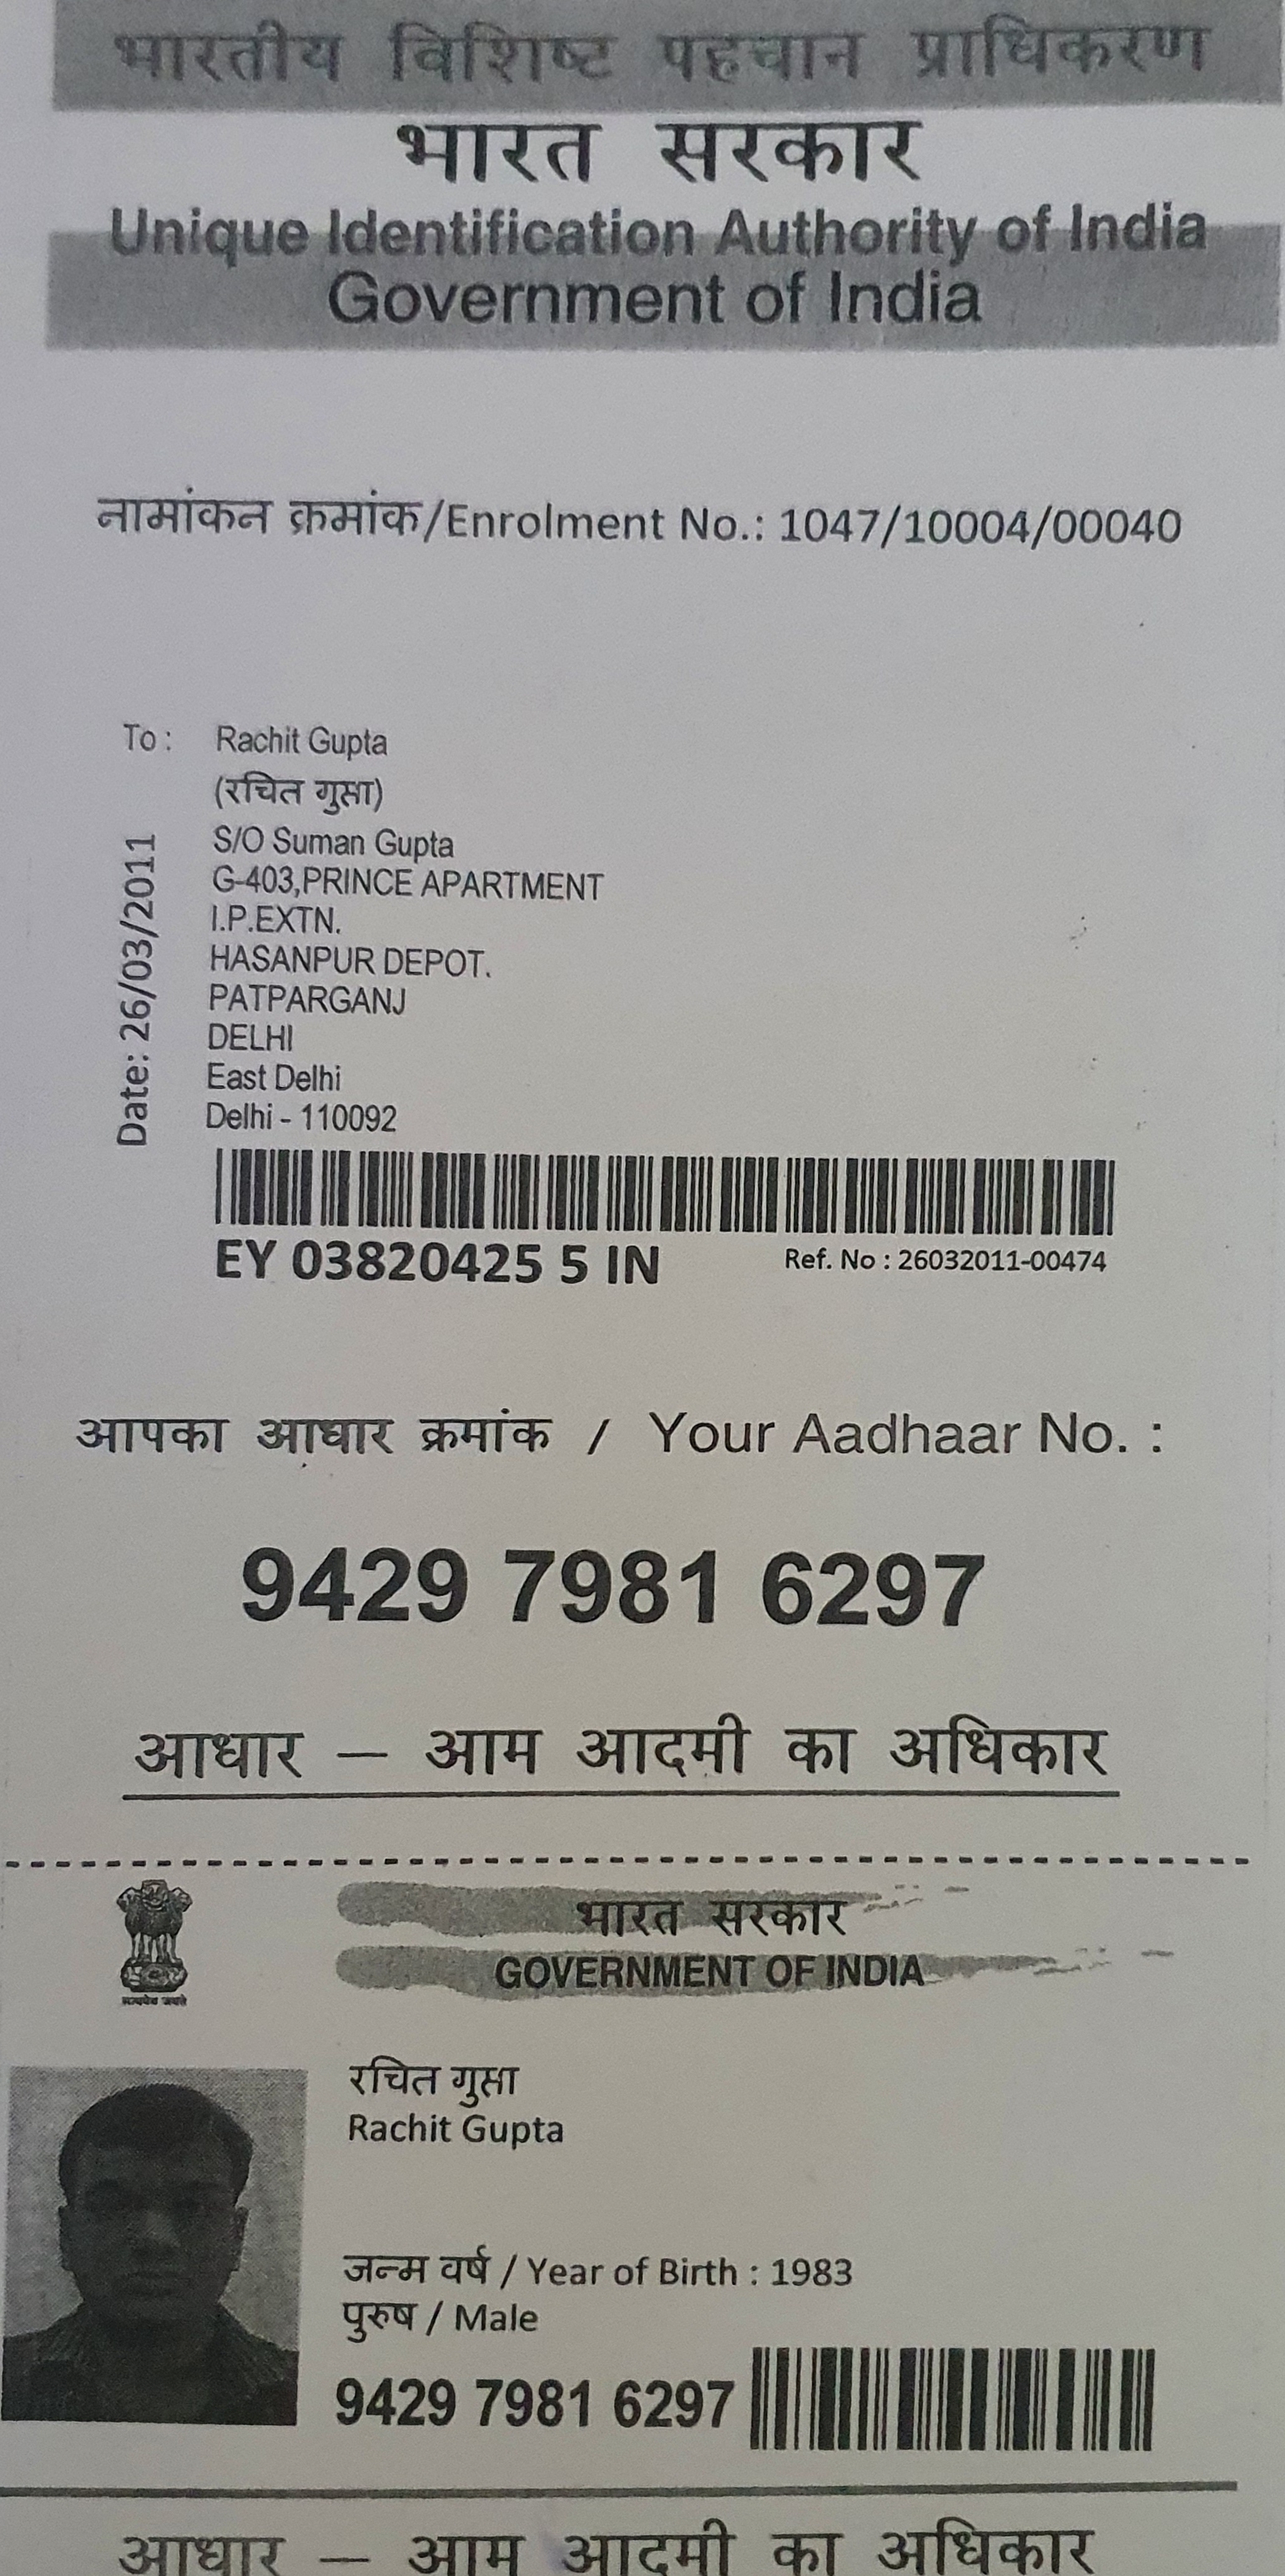 भारतीय विशिष्ट पहचान प्राधिकरण
भारत सरकार
Unique Identification Authority of India
Government of India
नामांकन क्रमांक/Enrolment No.: 1047/10004/00040
To : Rachit Gupta
(रचित गुप्ता)
S/O Suman Gupta
G-403,PRINCE APARTMENT
I.P.EXTN.
HASANPUR DEPOT.
PATPARGANJ
DELHI
East Delhi
Delhi - 110092
Date: 26/03/2011
EY 03820425 5 IN
Ref. No : 26032011-00474
आपका आधार क्रमांक / Your Aadhaar No. :
9429 7981 6297
आधार — आम आदमी का अधिकार
सत्यमेव जयते
भारत सरकार
GOVERNMENT OF INDIA
रचित गुप्ता
Rachit Gupta
जन्म वर्ष / Year of Birth : 1983
पुरुष / Male
9429 7981 6297
आधार — आम आदमी का अधिकार